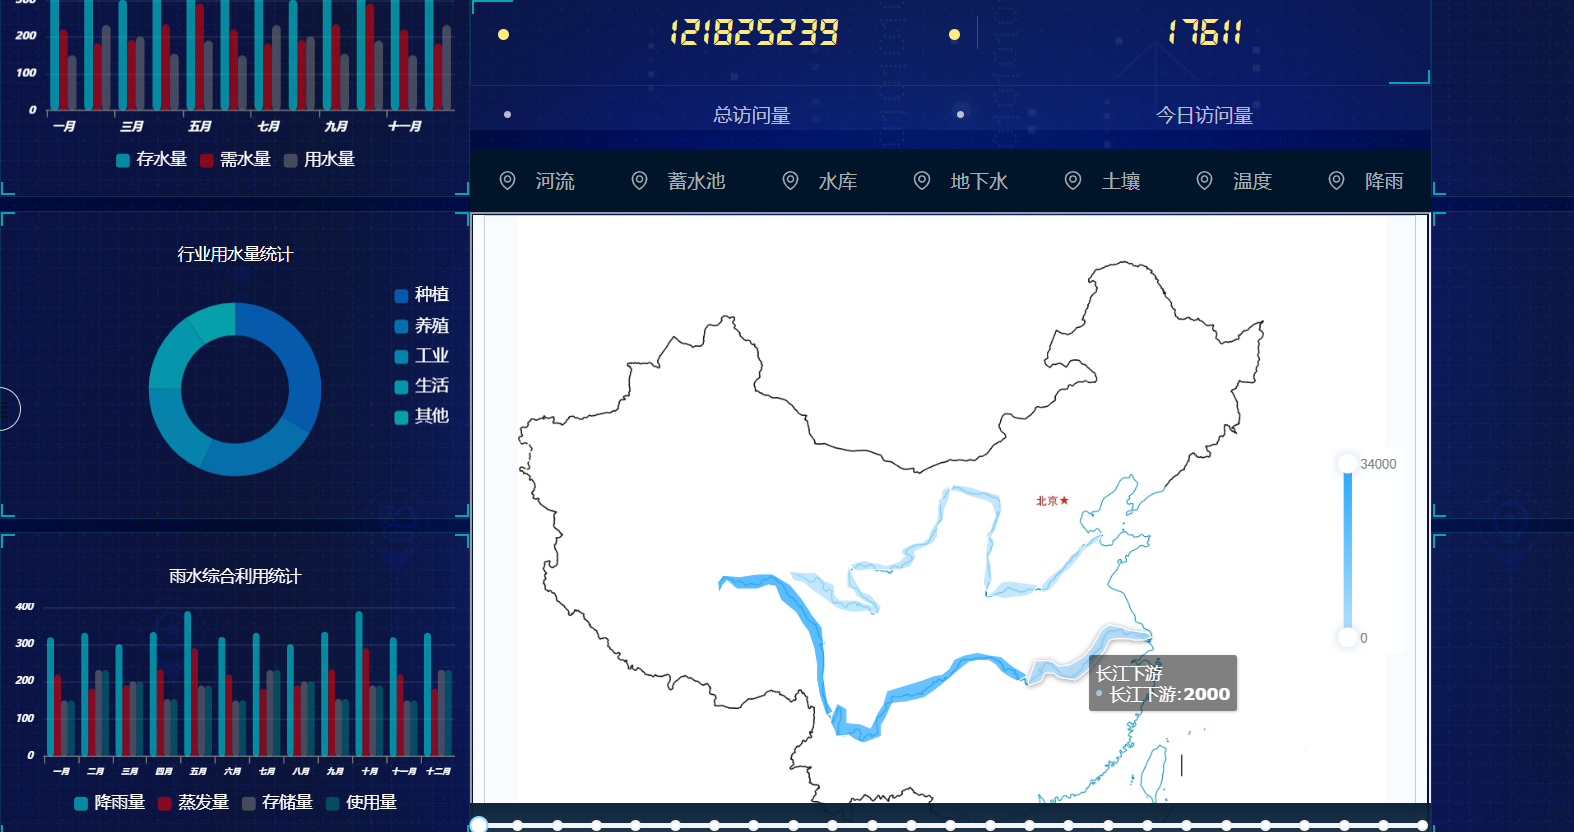 300
200
100
0
一月 三月 五月 七月 九月 十一月
存水量 需水量 用水量
行业用水量统计
种植
养殖
工业
生活
其他
雨水综合利用统计
400
300
200
100
0
一月 二月 三月 四月 五月 六月 七月 八月 九月 十月 十一月 十二月
降雨量 蒸发量 存储量 使用量
121825239 17611
总访问量 今日访问量
河流 蓄水池 水库 地下水 土壤 温度 降雨
北京★
34000
0
长江下游
长江下游:2000